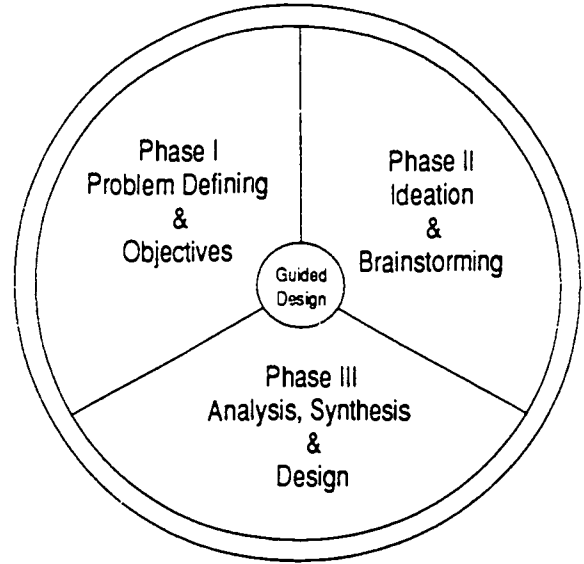 Phase I
Problem Defining
&
Objectives
Phase II
Ideation
&
Brainstorming
Guided
Design
Phase III
Analysis, Synthesis
&
Design